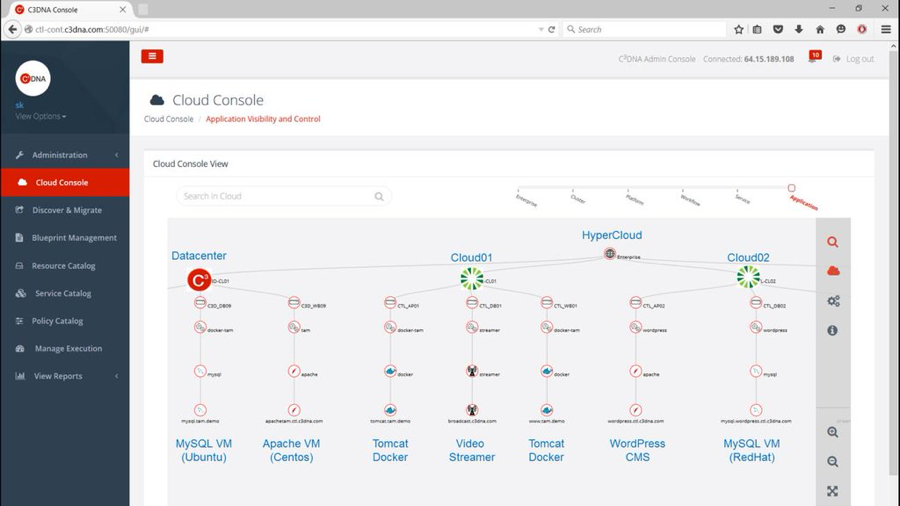 C3DNA Console
ctl-cont.c3dna.com:50080/gui/#
Search
C³DNA
sk
View Options
Administration
Cloud Console
Discover & Migrate
Blueprint Management
Resource Catalog
Service Catalog
Policy Catalog
Manage Execution
View Reports
C³DNA Admin Console Connected: 64.15.189.108 10 Log out
Cloud Console
Cloud Console / Application Visibility and Control
Cloud Console View
Search in Cloud
Enterprise Cluster Platform Workflow Service Application
HyperCloud
Enterprise
Datacenter Cloud01 Cloud02
C3
C3D_DB09 C3D_WEB09 CTL_AP01 CTL_DB01 CTL_WE01 CTL_AP02 CTL_DB02
docker-tam tam docker-tam streamer docker-tam wordpress wordpress
mysql apache docker streamer docker apache mysql
mysql.tam.demo apachetam.ctl.c3dna.com tomcat.tam.demo broadcast.ctl.c3dna.com www.tam.demo wordpress.ctl.c3dna.com mysql.wordpress.ctl.c3dna.com
MySQL VM Apache VM Tomcat Video Tomcat WordPress MySQL VM
(Ubuntu) (Centos) Docker Streamer Docker CMS (RedHat)